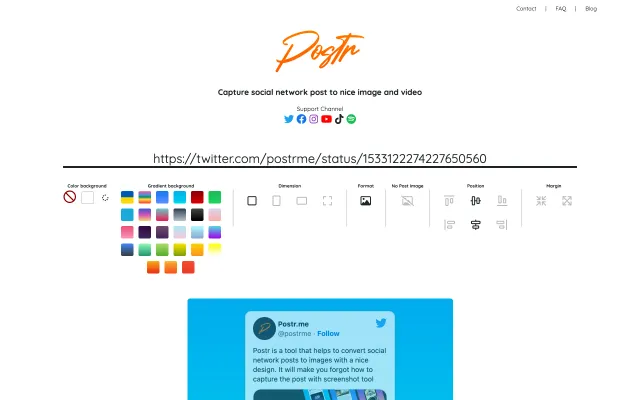 Contact | FAQ | Blog
Postr
Capture social network post to nice image and video
Support Channel
https://twitter.com/postrme/status/1533122274227650560
Color background Gradient background Dimension Format No Post image Position Margin
Postr.me
@postrme · Follow
Postr is a tool that helps to convert social
network posts to images with a nice
design. It will make you forgot how to
capture the post with screenshot tool